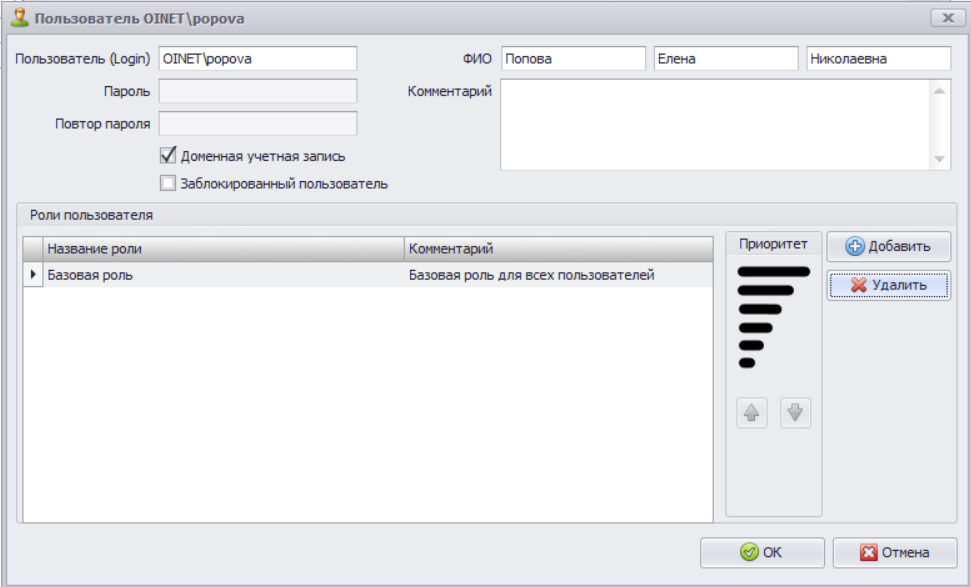 Пользователь OINET\popova
Пользователь (Login) OINET\popova ФИО Попова Елена Николаевна
Пароль Комментарий
Повтор пароля
Доменная учетная запись
Заблокированный пользователь
Роли пользователя
Название роли Комментарий Приоритет Добавить
Базовая роль Базовая роль для всех пользователей Удалить
OK Отмена